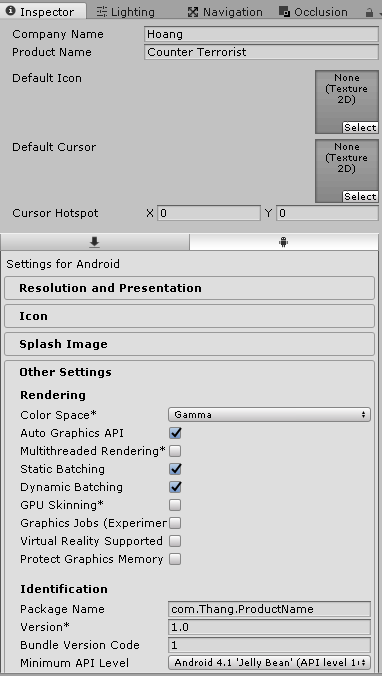 Inspector Lighting Navigation Occlusion
Company Name Hoang
Product Name Counter Terrorist
Default Icon None
(Texture
2D)
Select
Default Cursor None
(Texture
2D)
Select
Cursor Hotspot X 0 Y 0
Settings for Android
Resolution and Presentation
Icon
Splash Image
Other Settings
Rendering
Color Space* Gamma
Auto Graphics API
Multithreaded Rendering*
Static Batching
Dynamic Batching
GPU Skinning*
Graphics Jobs (Experimer
Virtual Reality Supported
Protect Graphics Memory
Identification
Package Name com.Thang.ProductName
Version* 1.0
Bundle Version Code 1
Minimum API Level Android 4.1 'Jelly Bean' (API level 1